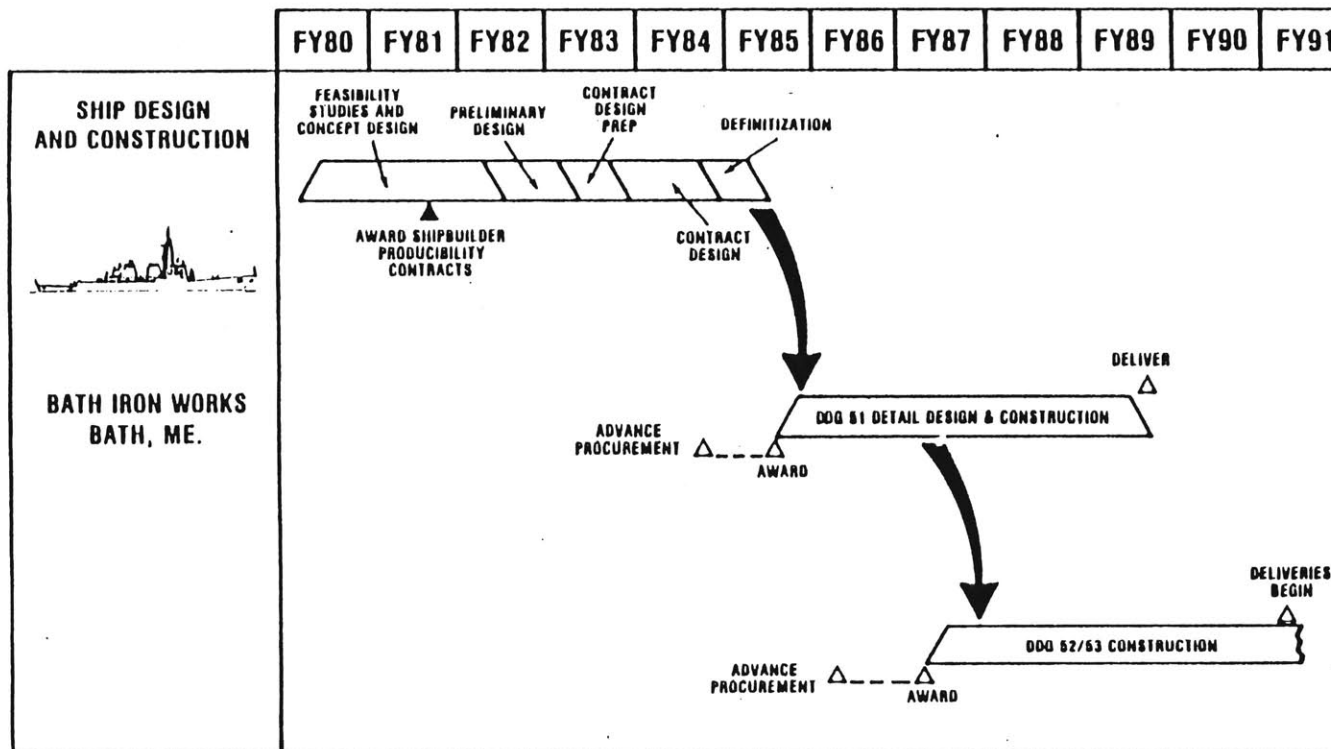 FY80 FY81 FY82 FY83 FY84 FY85 FY86 FY87 FY88 FY89 FY90 FY91
SHIP DESIGN
AND CONSTRUCTION
BATH IRON WORKS
BATH, ME.
FEASIBILITY
STUDIES AND
CONCEPT DESIGN
PRELIMINARY
DESIGN
CONTRACT
DESIGN
PREP
DEFINITIZATION
AWARD SHIPBUILDER
PRODUCIBILITY
CONTRACTS
CONTRACT
DESIGN
DELIVER
DDG 51 DETAIL DESIGN & CONSTRUCTION
ADVANCE
PROCUREMENT
AWARD
DELIVERIES
BEGIN
DDG 52/53 CONSTRUCTION
ADVANCE
PROCUREMENT
AWARD